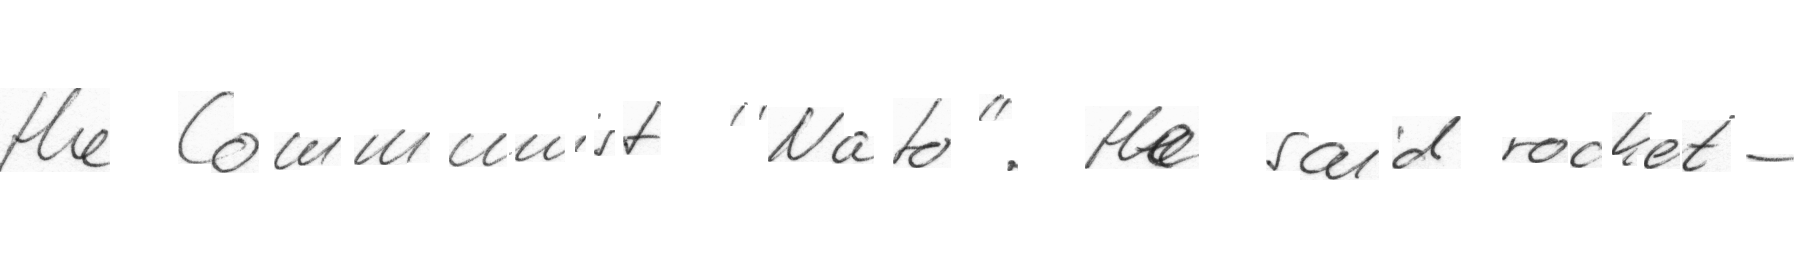 the Communist "Nato". He said rocket-